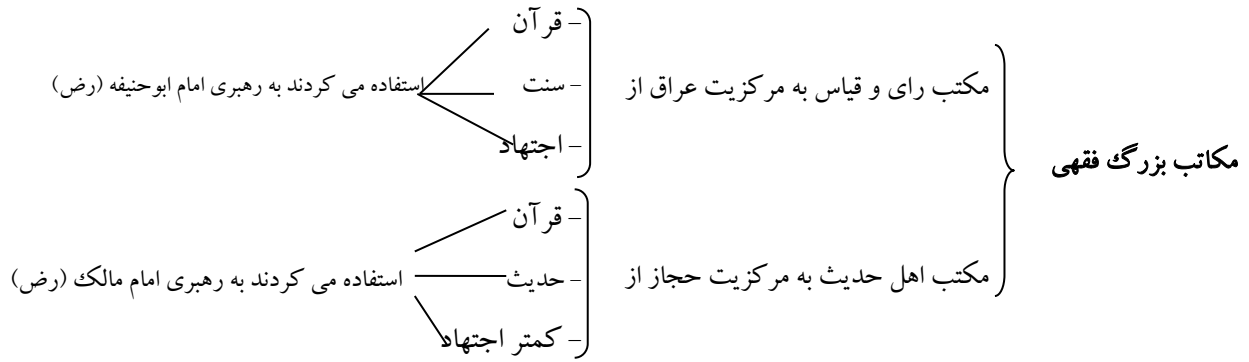 مکاتب بزرگ فقهی
مکتب رای و قیاس به مرکزیت عراق از
– قرآن
– سنت
– اجتهاد
استفاده می کردند به رهبری امام ابوحنیفه (رض)
مکتب اهل حدیث به مرکزیت حجاز از
– قرآن
– حدیث
– کمتر اجتهاد
استفاده می کردند به رهبری امام مالک (رض)